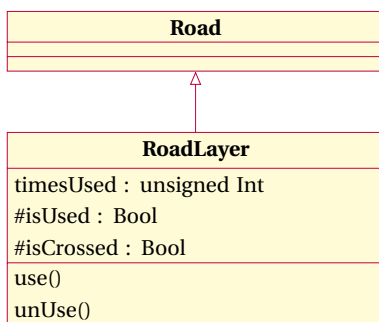 Road
RoadLayer
timesUsed : unsigned Int
#isUsed : Bool
#isCrossed : Bool
use()
unUse()